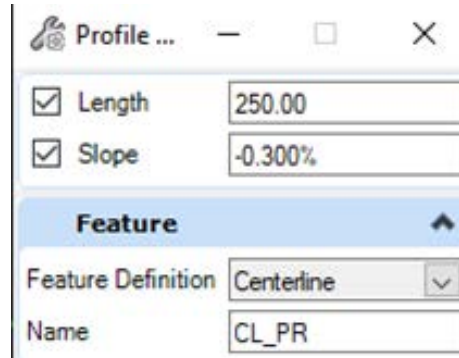 Profile ...
Length 250.00
Slope -0.300%
Feature
Feature Definition Centerline
Name CL_PR